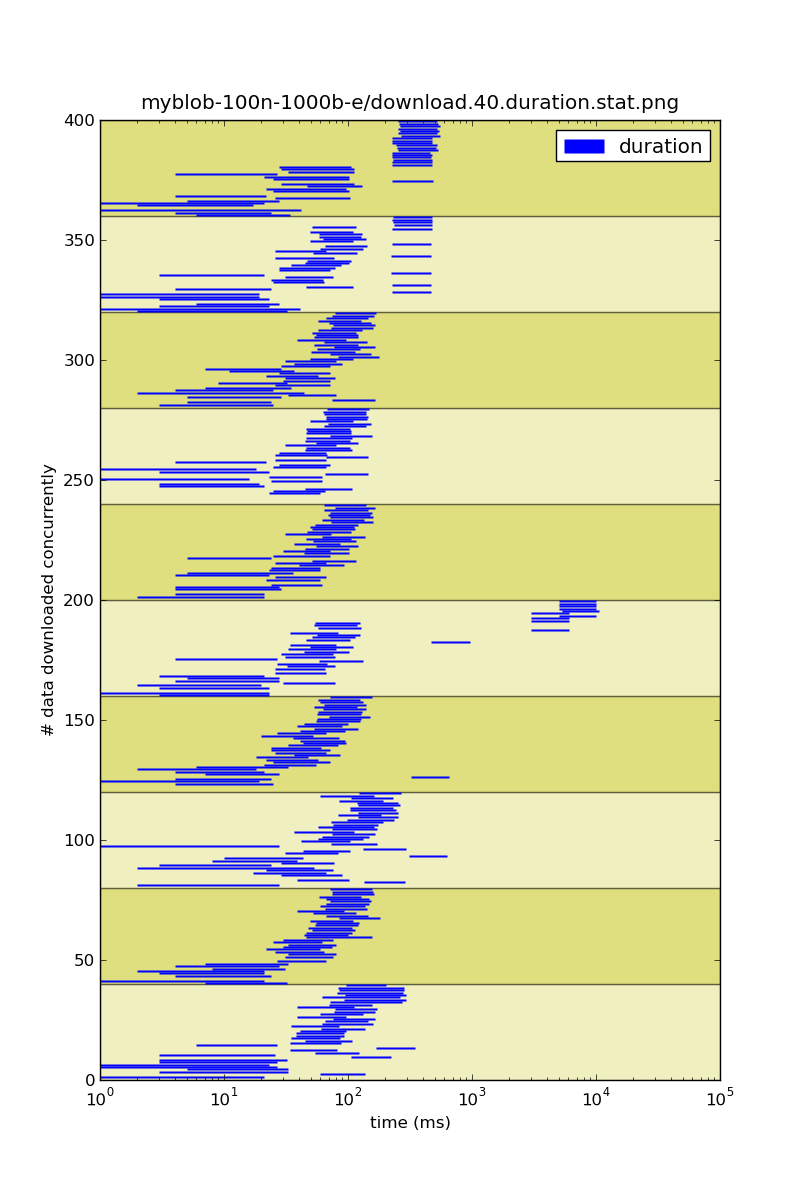 myblob-100n-1000b-e/download.40.duration.stat.png
400
duration
350
300
250
200
150
100
50
0
# data downloaded concurrently
10^0 10^1 10^2 10^3 10^4 10^5
time (ms)